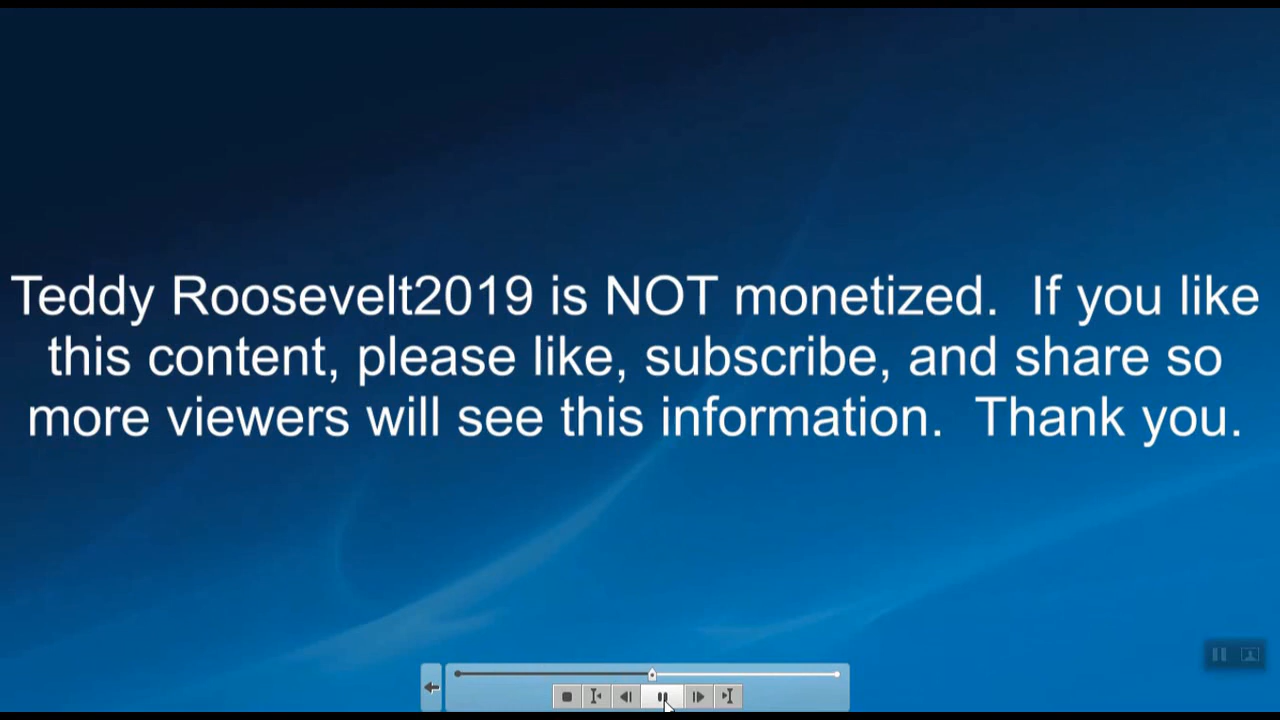 Teddy Roosevelt2019 is NOT monetized.  If you like
this content, please like, subscribe, and share so
more viewers will see this information.  Thank you.